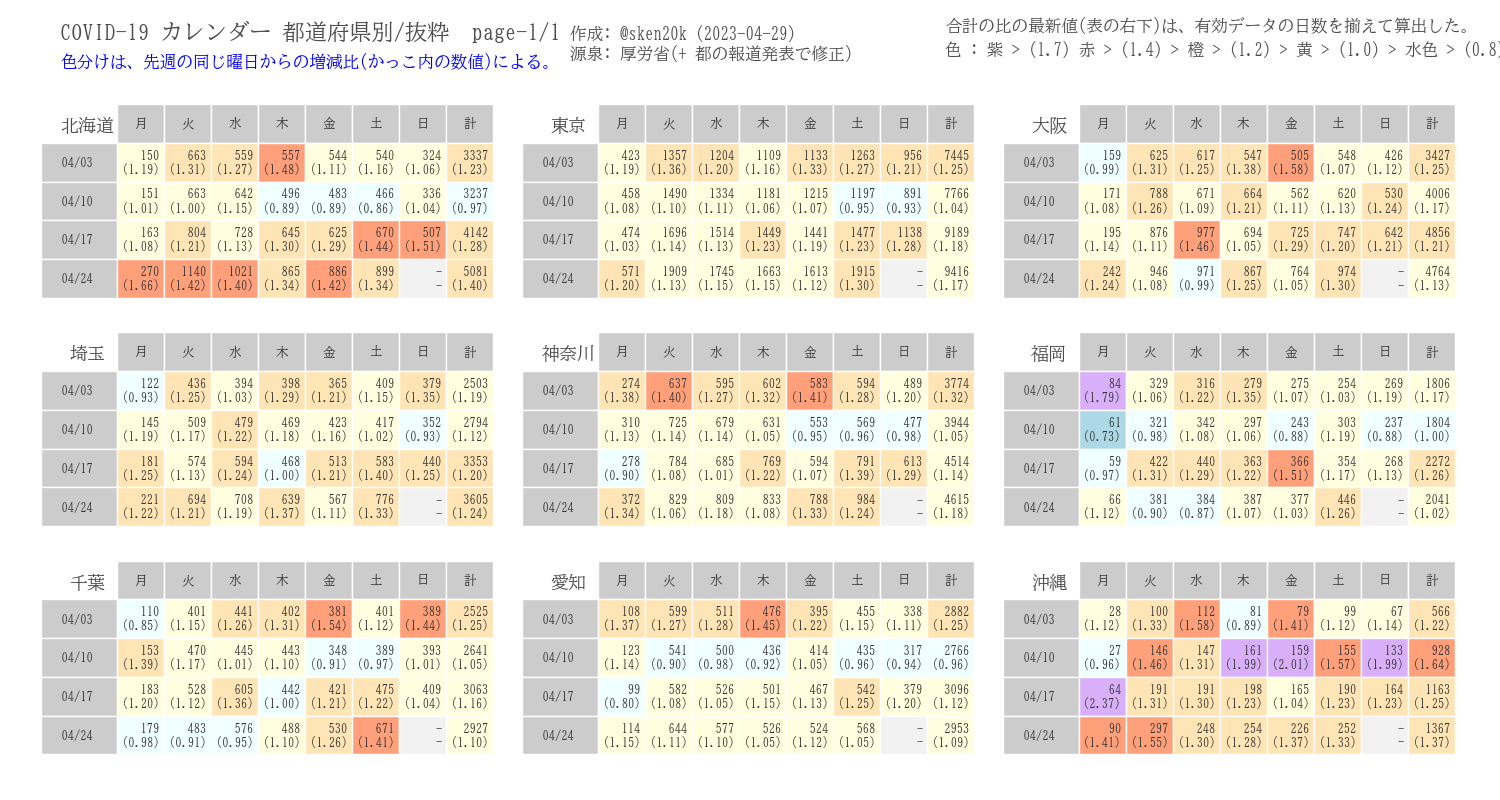 COVID-19 カレンダー 都道府県別/抜粋 page-1/1
作成: @sken20k (2023-04-29)
合計の比の最新値(表の右下)は、有効データの日数を揃えて算出した。
色分けは、先週の同じ曜日からの増減比(かっこ内の数値)による。
源泉: 厚労省(+ 都の報道発表で修正)
色 : 紫 > (1.7) 赤 > (1.4) 橙 > (1.2) 黄 > (1.0) > 水色 > (0.8)
北海道 月 火 水 木 金 土 日 計
04/03 150 663 559 557 544 540 324 3337
(1.19) (1.31) (1.27) (1.48) (1.11) (1.16) (1.06) (1.23)
04/10 151 663 642 496 483 466 336 3237
(1.01) (1.00) (1.15) (0.89) (0.89) (0.86) (1.04) (0.97)
04/17 163 804 728 645 625 670 507 4142
(1.08) (1.21) (1.13) (1.30) (1.29) (1.44) (1.51) (1.28)
04/24 270 1140 1021 865 886 899 - 5081
(1.66) (1.42) (1.40) (1.34) (1.42) (1.34) - (1.40)
東京 月 火 水 木 金 土 日 計
04/03 423 1357 1204 1109 1133 1263 956 7445
(1.19) (1.36) (1.20) (1.16) (1.33) (1.27) (1.21) (1.25)
04/10 458 1490 1334 1181 1215 1197 891 7766
(1.08) (1.10) (1.11) (1.06) (1.07) (0.95) (0.93) (1.04)
04/17 474 1696 1514 1449 1441 1477 1138 9189
(1.03) (1.14) (1.13) (1.23) (1.19) (1.23) (1.28) (1.18)
04/24 571 1909 1745 1663 1613 1915 - 9416
(1.20) (1.13) (1.15) (1.15) (1.12) (1.30) - (1.17)
大阪 月 火 水 木 金 土 日 計
04/03 159 625 617 547 505 548 426 3427
(0.99) (1.31) (1.25) (1.38) (1.58) (1.07) (1.12) (1.25)
04/10 171 788 671 664 562 620 530 4006
(1.08) (1.26) (1.09) (1.21) (1.11) (1.13) (1.24) (1.17)
04/17 195 876 977 694 725 747 642 4856
(1.14) (1.11) (1.46) (1.05) (1.29) (1.20) (1.21) (1.21)
04/24 242 946 971 867 764 974 - 4764
(1.24) (1.08) (0.99) (1.25) (1.05) (1.30) - (1.13)
埼玉 月 火 水 木 金 土 日 計
04/03 122 436 394 398 365 409 379 2503
(0.93) (1.25) (1.03) (1.29) (1.21) (1.15) (1.35) (1.19)
04/10 145 509 479 469 423 417 352 2794
(1.19) (1.17) (1.22) (1.18) (1.16) (1.02) (0.93) (1.12)
04/17 181 574 594 468 513 583 440 3353
(1.25) (1.13) (1.24) (1.00) (1.21) (1.40) (1.25) (1.20)
04/24 221 694 708 639 567 776 - 3605
(1.22) (1.21) (1.19) (1.37) (1.11) (1.33) - (1.24)
神奈川 月 火 水 木 金 土 日 計
04/03 274 637 595 602 583 594 489 3774
(1.38) (1.40) (1.27) (1.32) (1.41) (1.28) (1.20) (1.32)
04/10 310 725 679 631 553 569 477 3944
(1.13) (1.14) (1.14) (1.05) (0.95) (0.96) (0.98) (1.05)
04/17 278 784 685 769 594 791 613 4514
(0.90) (1.08) (1.01) (1.22) (1.07) (1.39) (1.29) (1.14)
04/24 372 829 809 833 788 984 - 4615
(1.34) (1.06) (1.18) (1.08) (1.33) (1.24) - (1.18)
福岡 月 火 水 木 金 土 日 計
04/03 84 329 316 279 275 254 269 1806
(1.79) (1.06) (1.22) (1.35) (1.07) (1.03) (1.19) (1.17)
04/10 61 321 342 297 243 303 237 1804
(0.73) (0.98) (1.08) (1.06) (0.88) (1.19) (0.88) (1.00)
04/17 59 422 440 363 366 354 268 2272
(0.97) (1.31) (1.29) (1.22) (1.51) (1.17) (1.13) (1.26)
04/24 66 381 384 387 377 446 - 2041
(1.12) (0.90) (0.87) (1.07) (1.03) (1.26) - (1.02)
千葉 月 火 水 木 金 土 日 計
04/03 110 401 441 402 381 401 389 2525
(0.85) (1.15) (1.26) (1.31) (1.54) (1.12) (1.44) (1.25)
04/10 153 470 445 443 348 389 393 2641
(1.39) (1.17) (1.01) (1.10) (0.91) (0.97) (1.01) (1.05)
04/17 183 528 605 442 421 475 409 3063
(1.20) (1.12) (1.36) (1.00) (1.21) (1.22) (1.04) (1.16)
04/24 179 483 576 488 530 671 - 2927
(0.98) (0.91) (0.95) (1.10) (1.26) (1.41) - (1.10)
愛知 月 火 水 木 金 土 日 計
04/03 108 599 511 476 395 455 338 2882
(1.37) (1.27) (1.28) (1.45) (1.22) (1.15) (1.11) (1.25)
04/10 123 541 500 436 414 435 317 2766
(1.14) (0.90) (0.98) (0.92) (1.05) (0.96) (0.94) (0.96)
04/17 99 582 526 501 467 542 379 3096
(0.80) (1.08) (1.05) (1.15) (1.13) (1.25) (1.20) (1.12)
04/24 114 644 577 526 524 568 - 2953
(1.15) (1.11) (1.10) (1.05) (1.12) (1.05) - (1.09)
沖縄 月 火 水 木 金 土 日 計
04/03 28 100 112 81 79 99 67 566
(1.12) (1.33) (1.58) (0.89) (1.41) (1.12) (1.14) (1.22)
04/10 27 146 147 161 159 155 133 928
(0.96) (1.46) (1.31) (1.99) (2.01) (1.57) (1.99) (1.64)
04/17 64 191 191 198 165 190 164 1163
(2.37) (1.31) (1.30) (1.23) (1.04) (1.23) (1.23) (1.25)
04/24 90 297 248 254 226 252 - 1367
(1.41) (1.55) (1.30) (1.28) (1.37) (1.33) - (1.37)